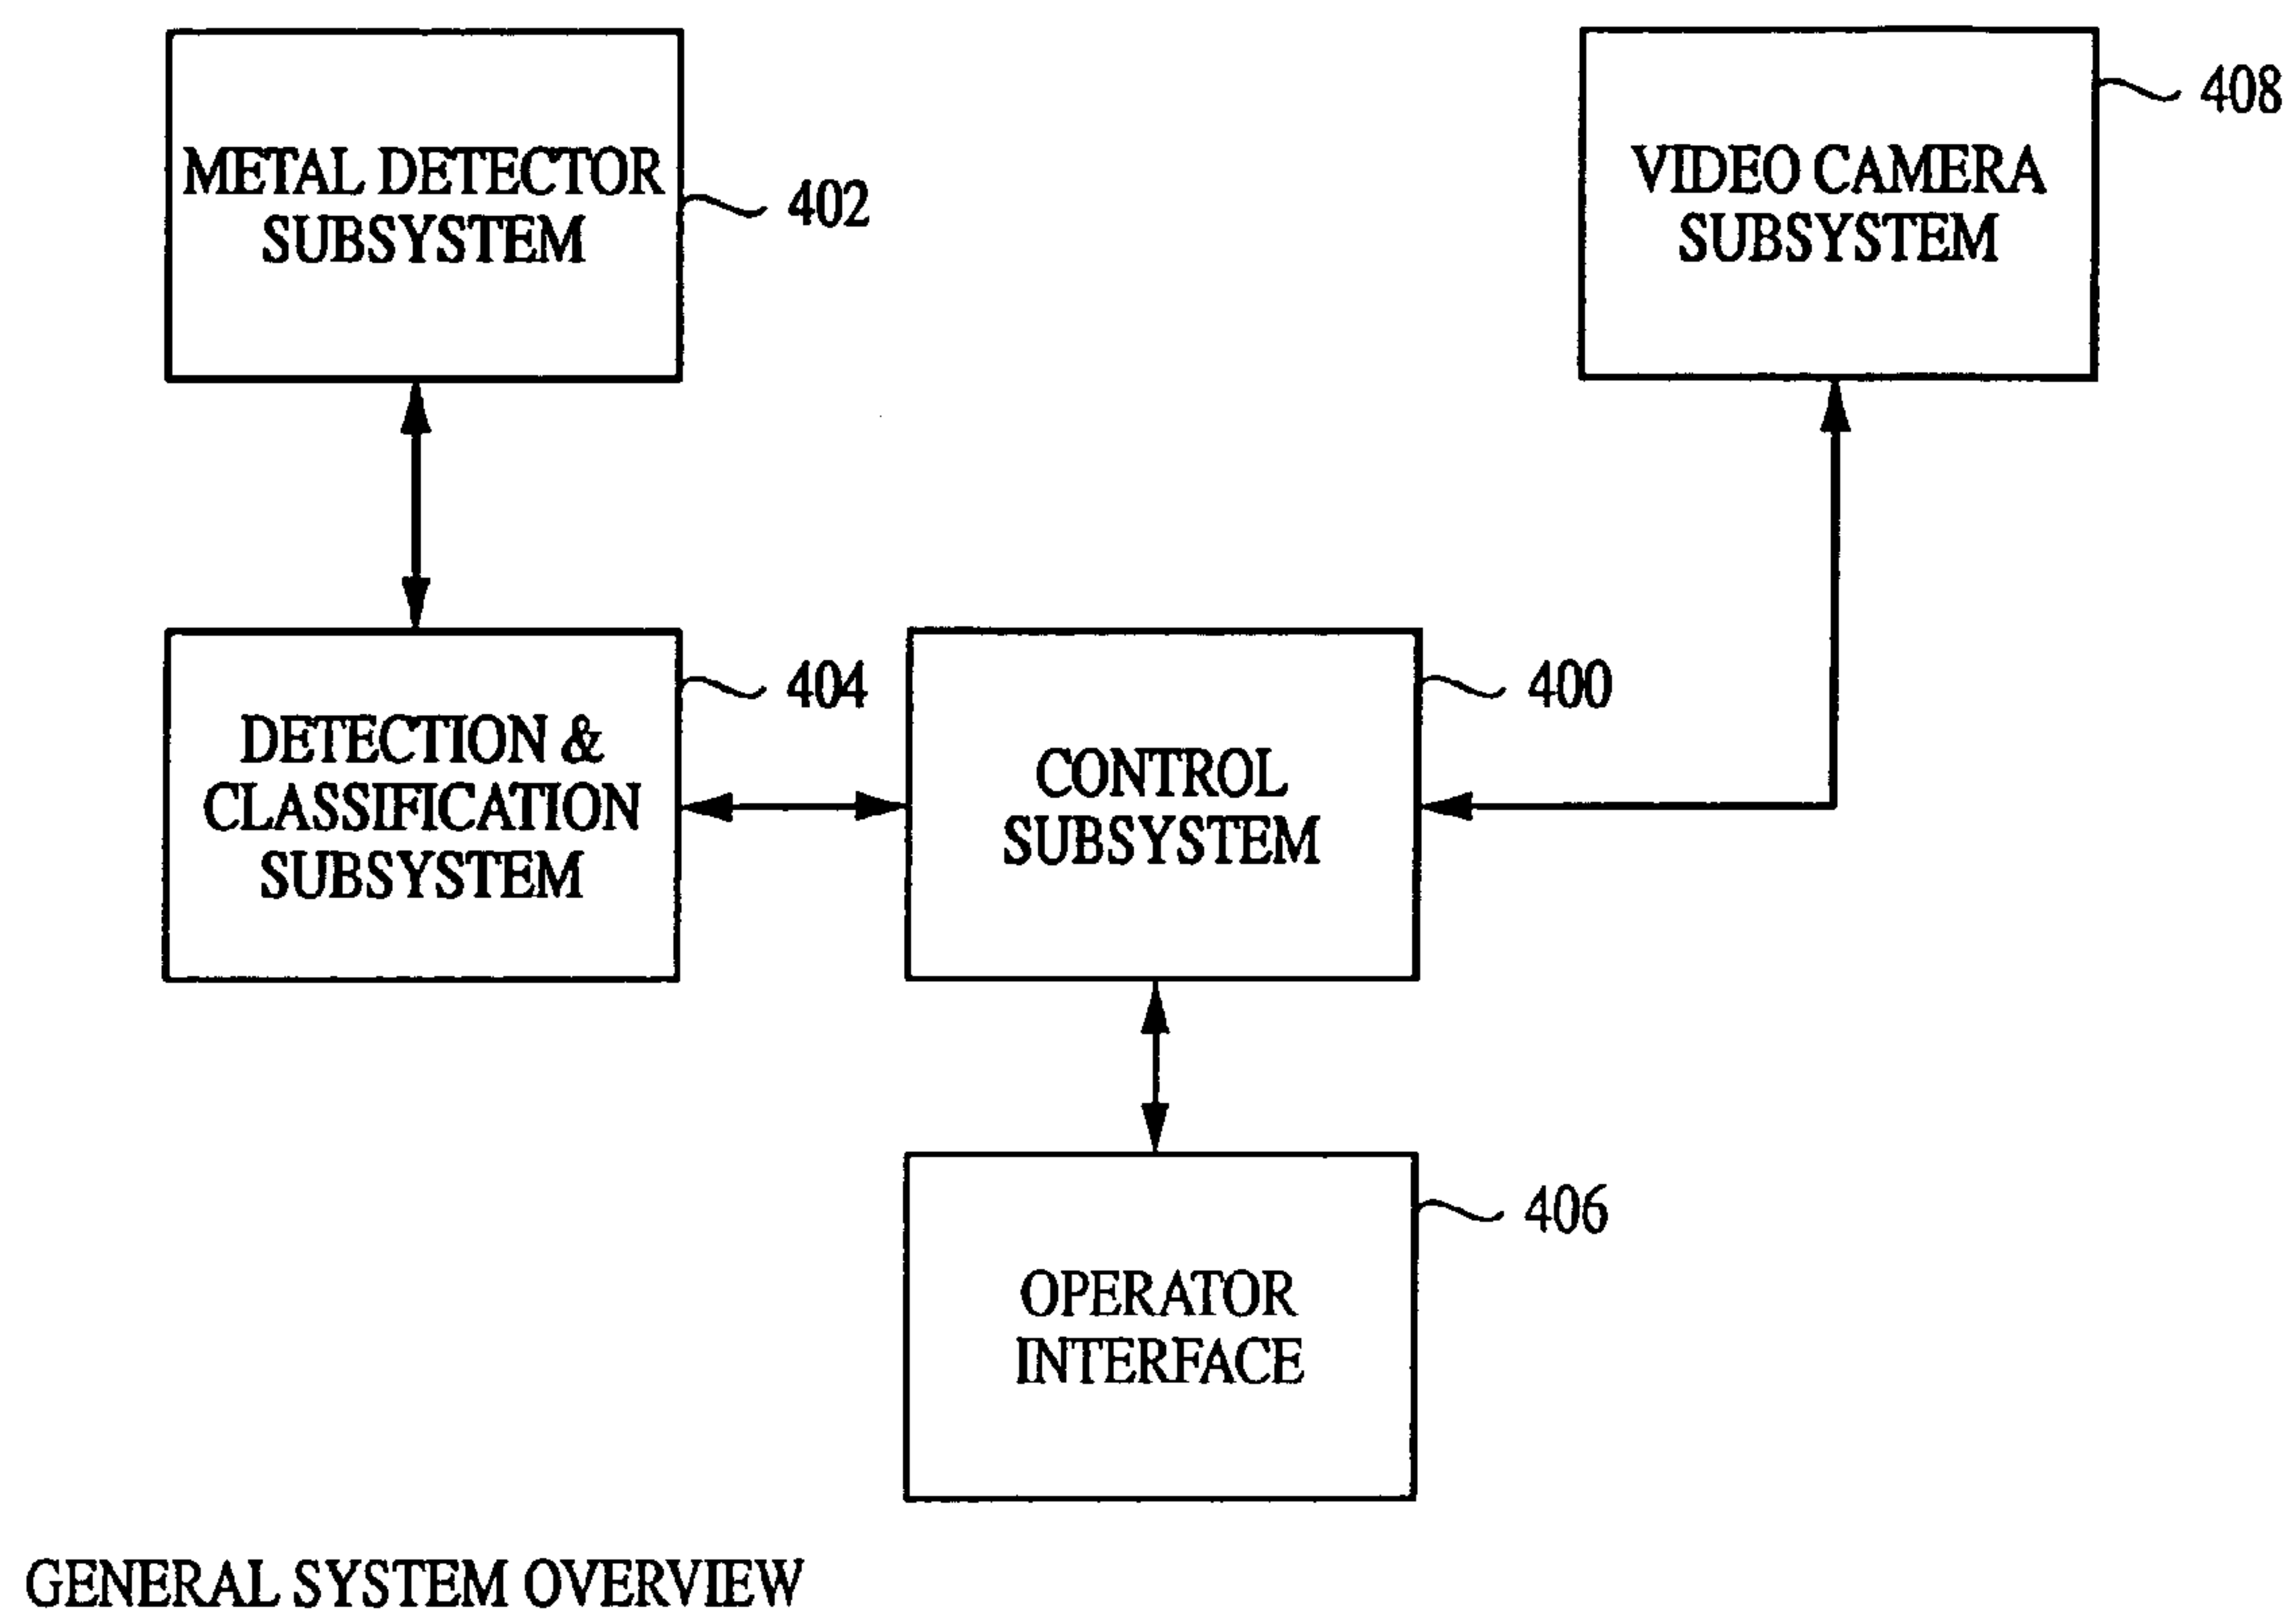 METAL DETECTOR
SUBSYSTEM
402
VIDEO CAMERA
SUBSYSTEM
408
DETECTION &
CLASSIFICATION
SUBSYSTEM
404
CONTROL
SUBSYSTEM
400
OPERATOR
INTERFACE
406
GENERAL SYSTEM OVERVIEW